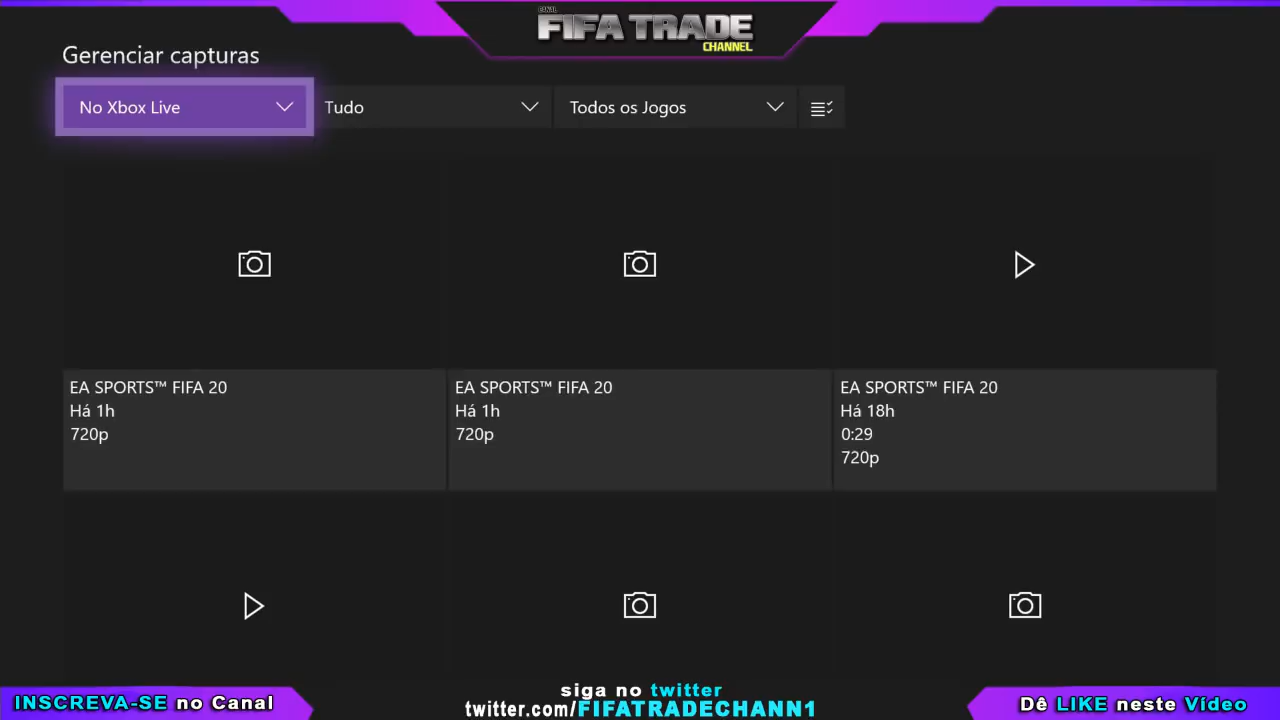 CANAL
FIFA TRADE
CHANNEL
Gerenciar capturas
No Xbox Live
Tudo
Todos os Jogos
EA SPORTS™ FIFA 20
Há 1h
720p
EA SPORTS™ FIFA 20
Há 1h
720p
EA SPORTS™ FIFA 20
Há 18h
0:29
720p
INSCREVA-SE no Canal
siga no twitter
twitter.com/FIFATRADECHANN1
Dê LIKE neste Vídeo